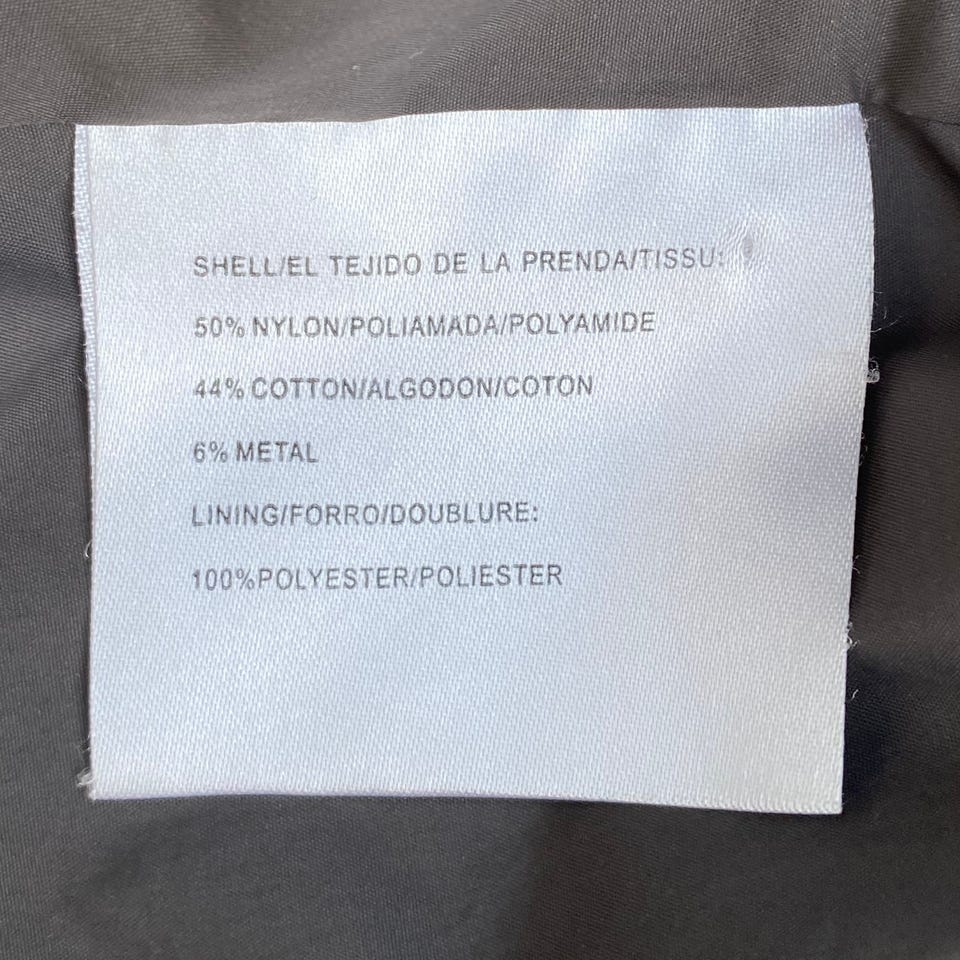 SHELL/EL TEJIDO DE LA PRENDA/TISSU:
50% NYLON/POLIAMADA/POLYAMIDE
44% COTTON/ALGODON/COTON
6% METAL
LINING/FORRO/DOUBLURE:
100%POLYESTER/POLIESTER